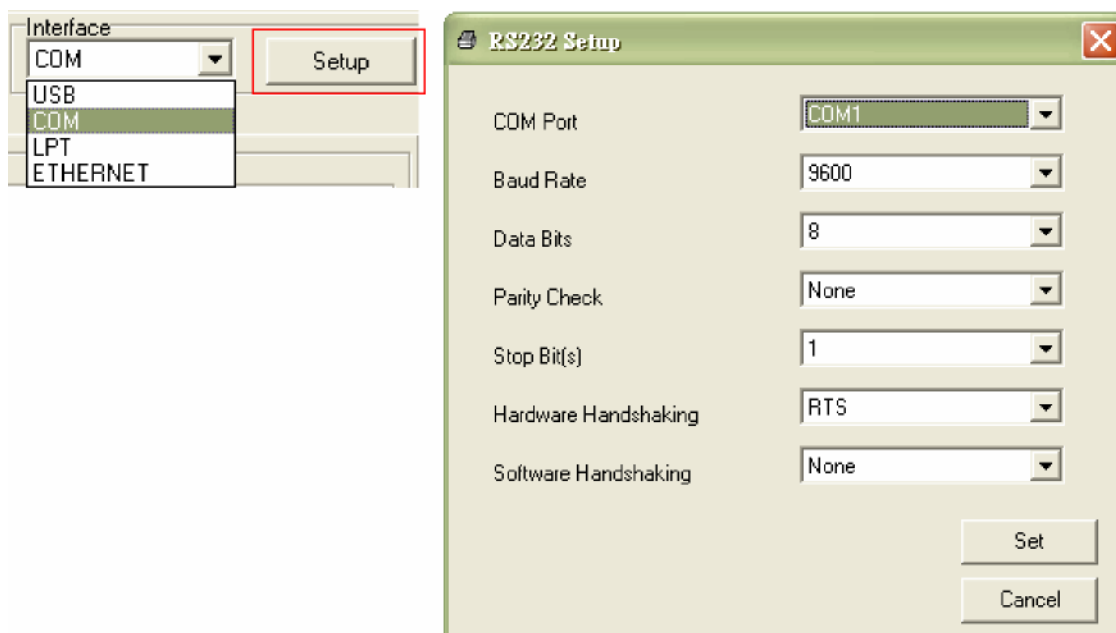 Interface
COM
Setup
USB
COM
LPT
ETHERNET
RS232 Setup
COM Port
COM1
Baud Rate
9600
Data Bits
8
Parity Check
None
Stop Bit(s)
1
Hardware Handshaking
RTS
Software Handshaking
None
Set
Cancel